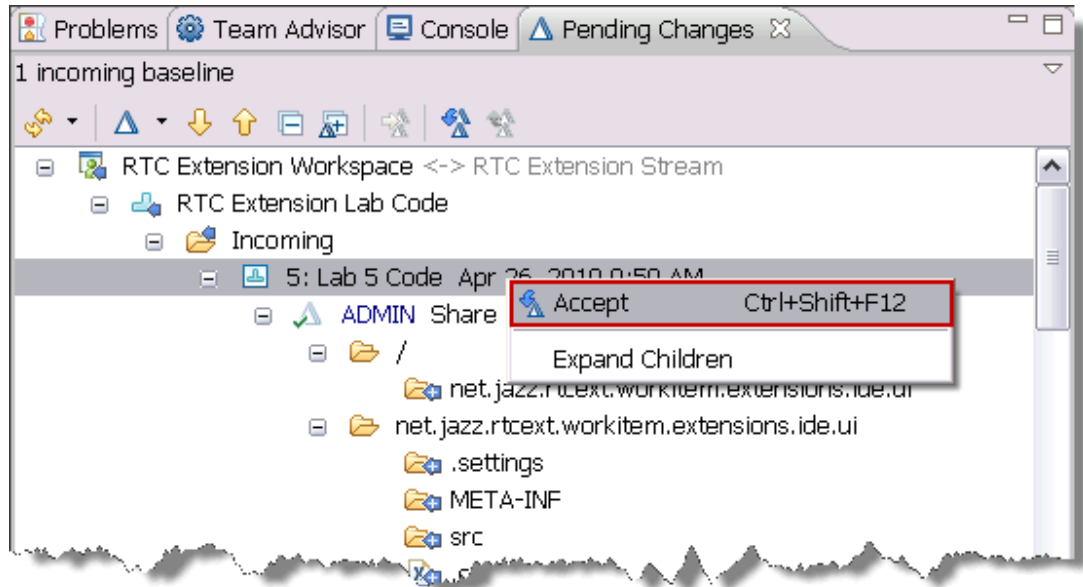 Problems Team Advisor Console Pending Changes
1 incoming baseline
RTC Extension Workspace <-> RTC Extension Stream
RTC Extension Lab Code
Incoming
5: Lab 5 Code Apr 26, 2010 9:50 AM
Accept Ctrl+Shift+F12
ADMIN Share
Expand Children
/
net.jazz.rtcext.workitem.extensions.ide.ui
net.jazz.rtcext.workitem.extensions.ide.ui
.settings
META-INF
src